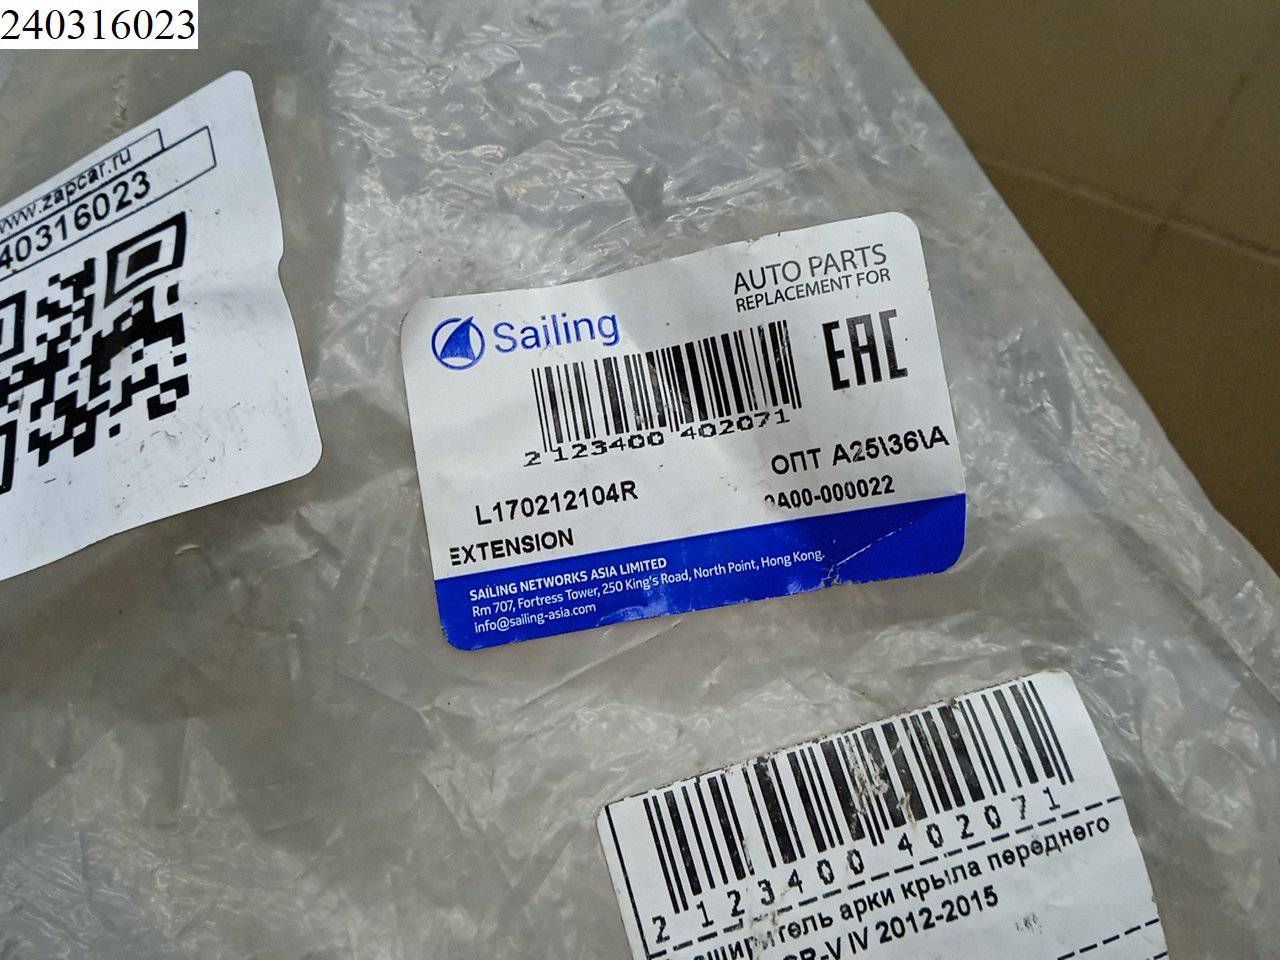 240316023
www.zapcar.ru
40316023
Sailing
AUTO PARTS
REPLACEMENT FOR
EAC
2 123400 402071
L170212104R
ОПТ A25\36\A
A00-000022
EXTENSION
SAILING NETWORKS ASIA LIMITED
Rm 707, Fortress Tower, 250 King's Road, North Point, Hong Kong.
info@sailing-asia.com
2 123400 402071
арки крыла переднего
CR-V IV 2012-2015